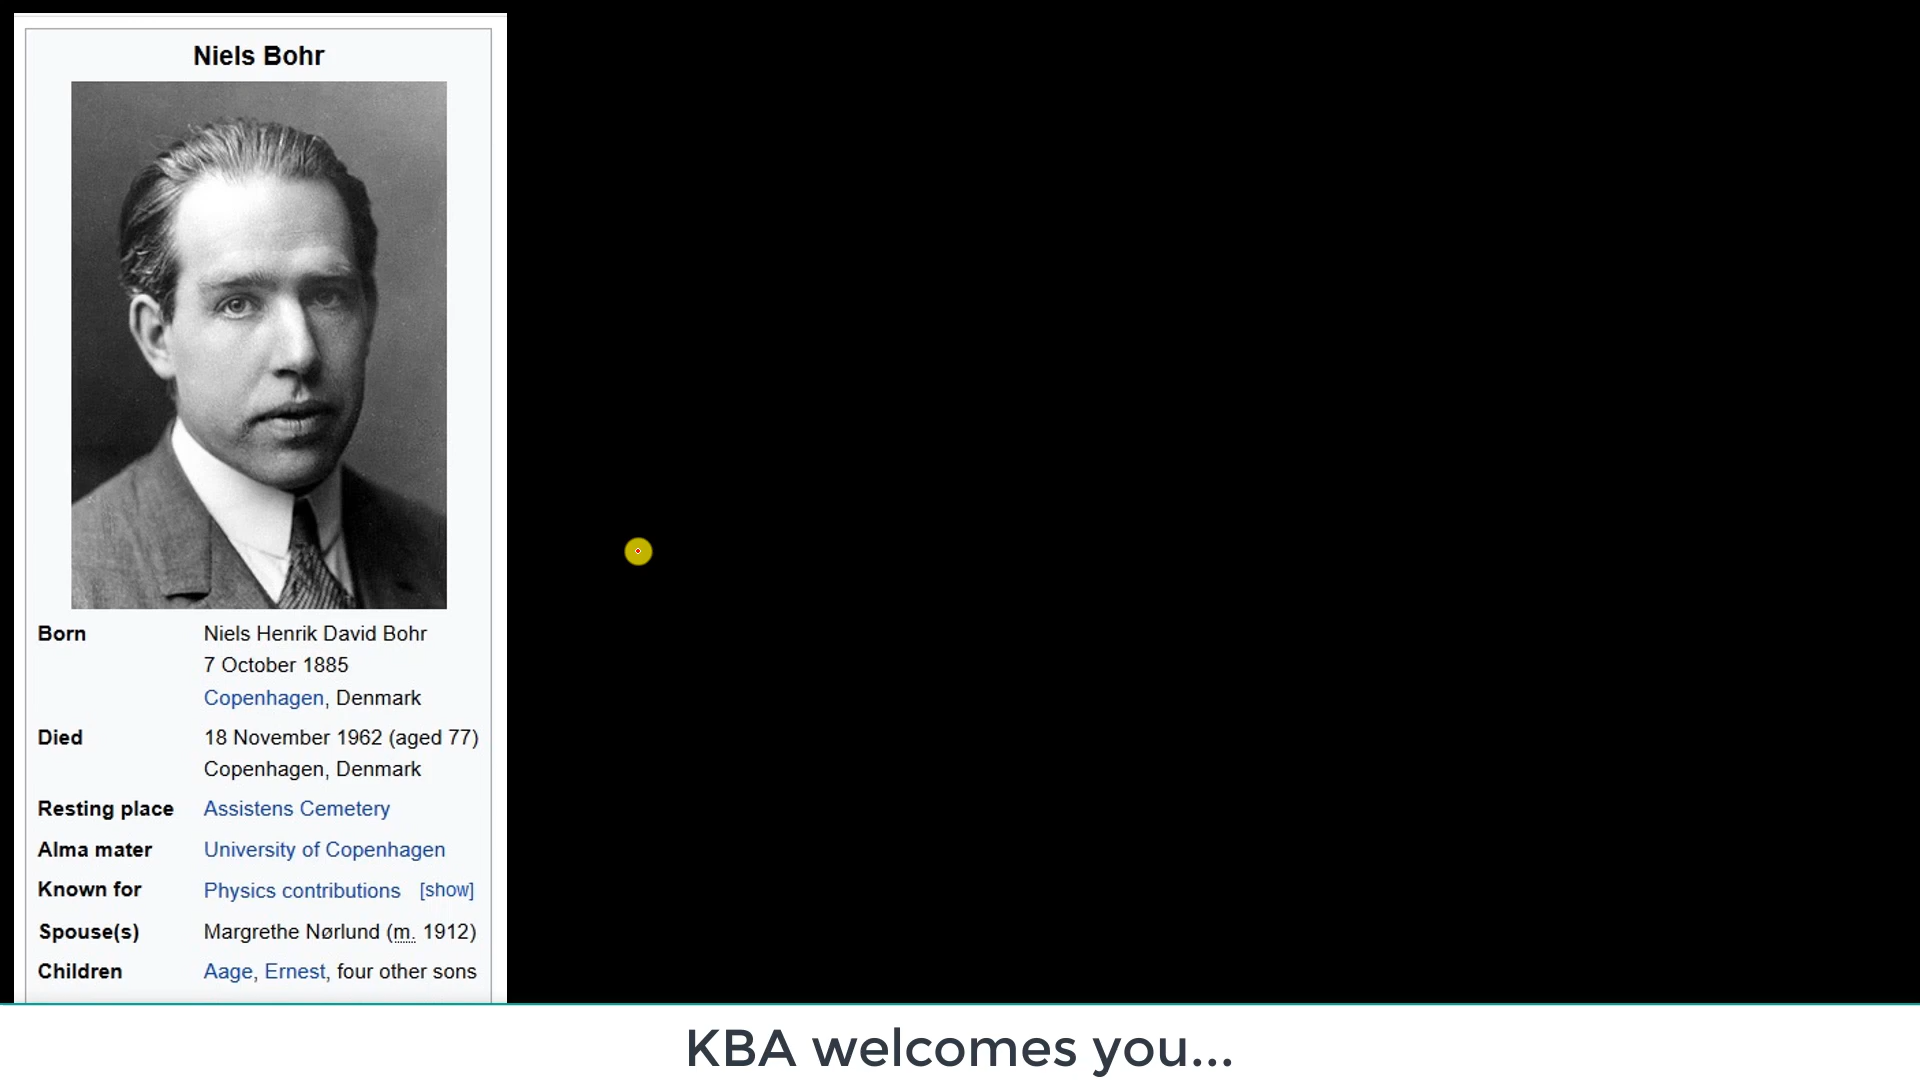 Niels Bohr
Born Niels Henrik David Bohr
7 October 1885
Copenhagen, Denmark
Died 18 November 1962 (aged 77)
Copenhagen, Denmark
Resting place Assistens Cemetery
Alma mater University of Copenhagen
Known for Physics contributions [show]
Spouse(s) Margrethe Nørlund (m. 1912)
Children Aage, Ernest, four other sons
KBA welcomes you...